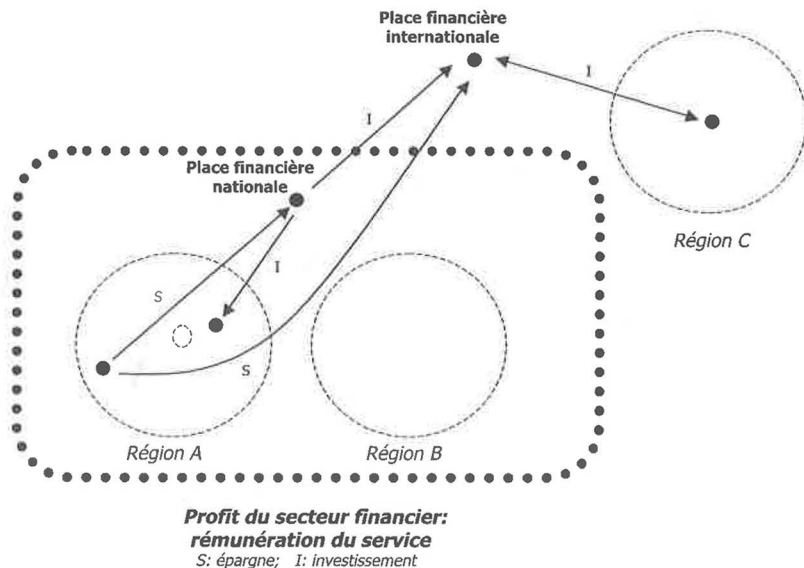 Place financière
internationale
I
I
Place financière
nationale
Région C
I
S
S
Région A
Région B
Profit du secteur financier:
rémunération du service
S: épargne; I: investissement